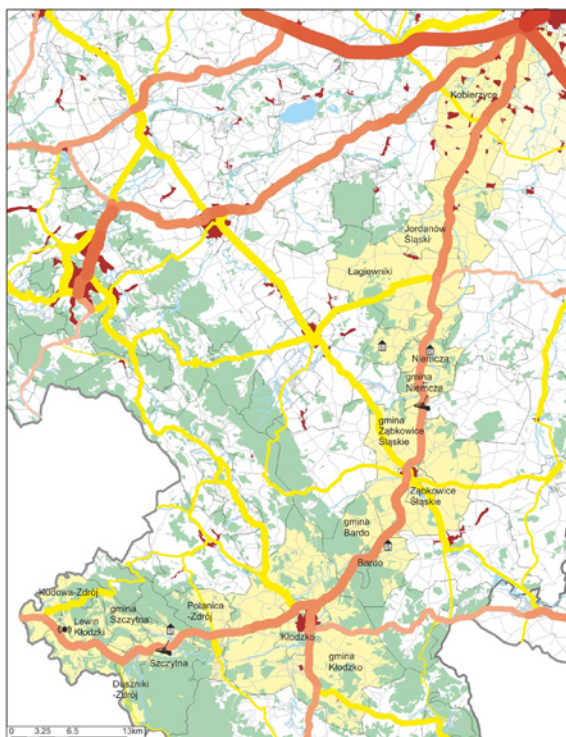 Kobierzyce
Jordanów
Śląski
Łagiewniki
Niemcza
gmina
Niemcza
gmina
Ząbkowice
Śląskie
Ząbkowice
Śląskie
gmina
Bardo
Bardo
Kudowa-Zdrój
Lewin
Kłodzki
gmina
Szczytna
Polanica
-Zdrój
Kłodzko
Szczytna
gmina
Kłodzko
Duszniki
-Zdrój
0 3.25 6.5 13km